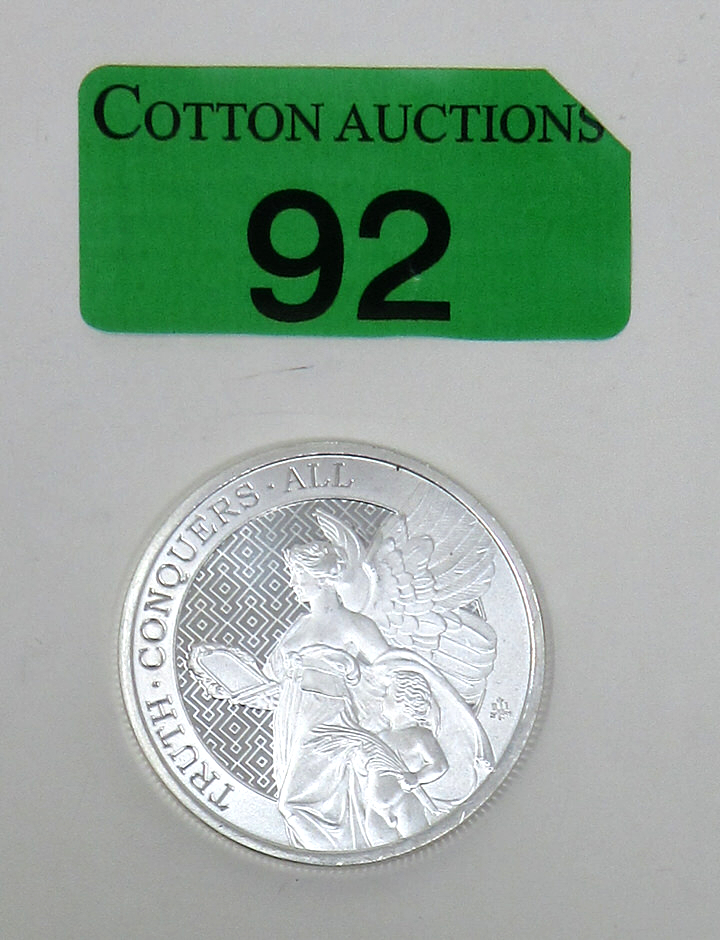 COTTON AUCTIONS
92
TRUTH · CONQUERS · ALL